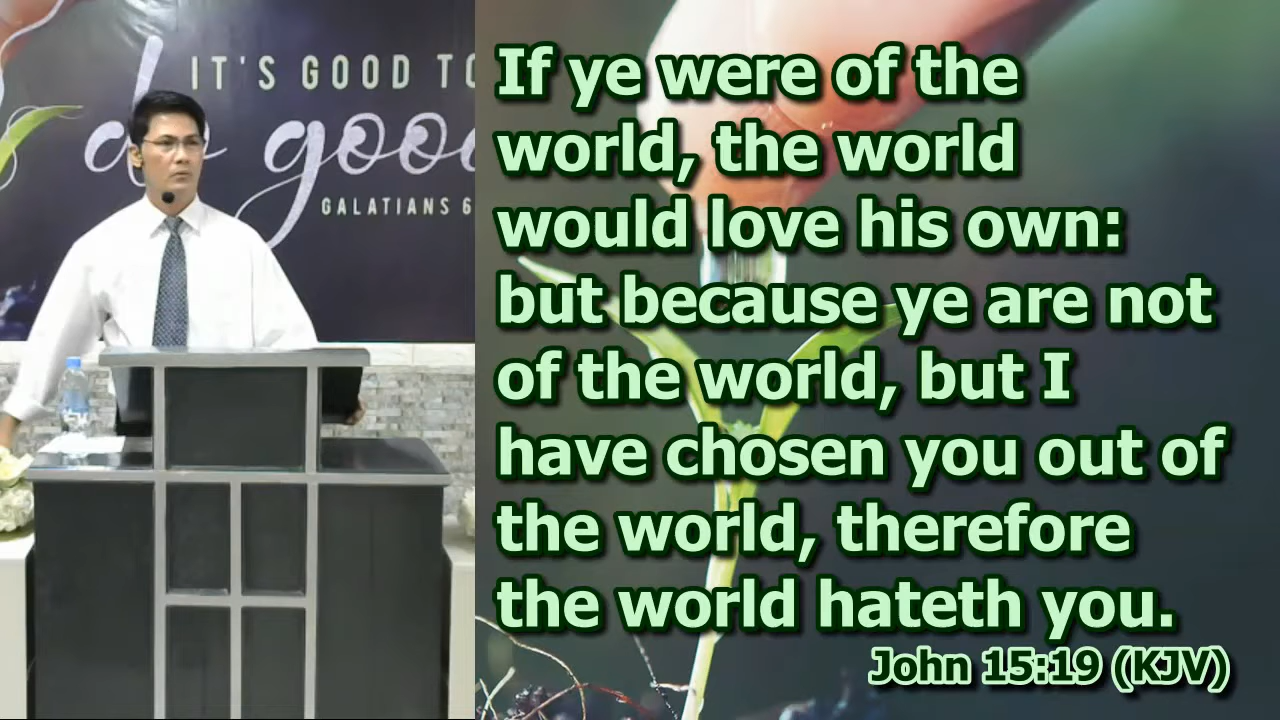 IT'S GOOD TO
do good
GALATIANS 6
If ye were of the
world, the world
would love his own:
but because ye are not
of the world, but I
have chosen you out of
the world, therefore
the world hateth you.
John 15:19 (KJV)